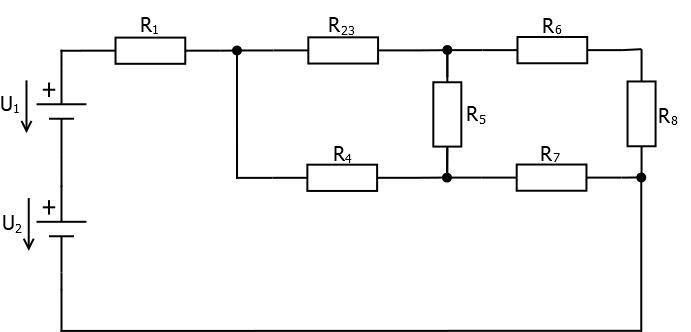 R₁
R₂₃
R₆
+
U₁
R₅
R₈
R₄
R₇
+
U₂